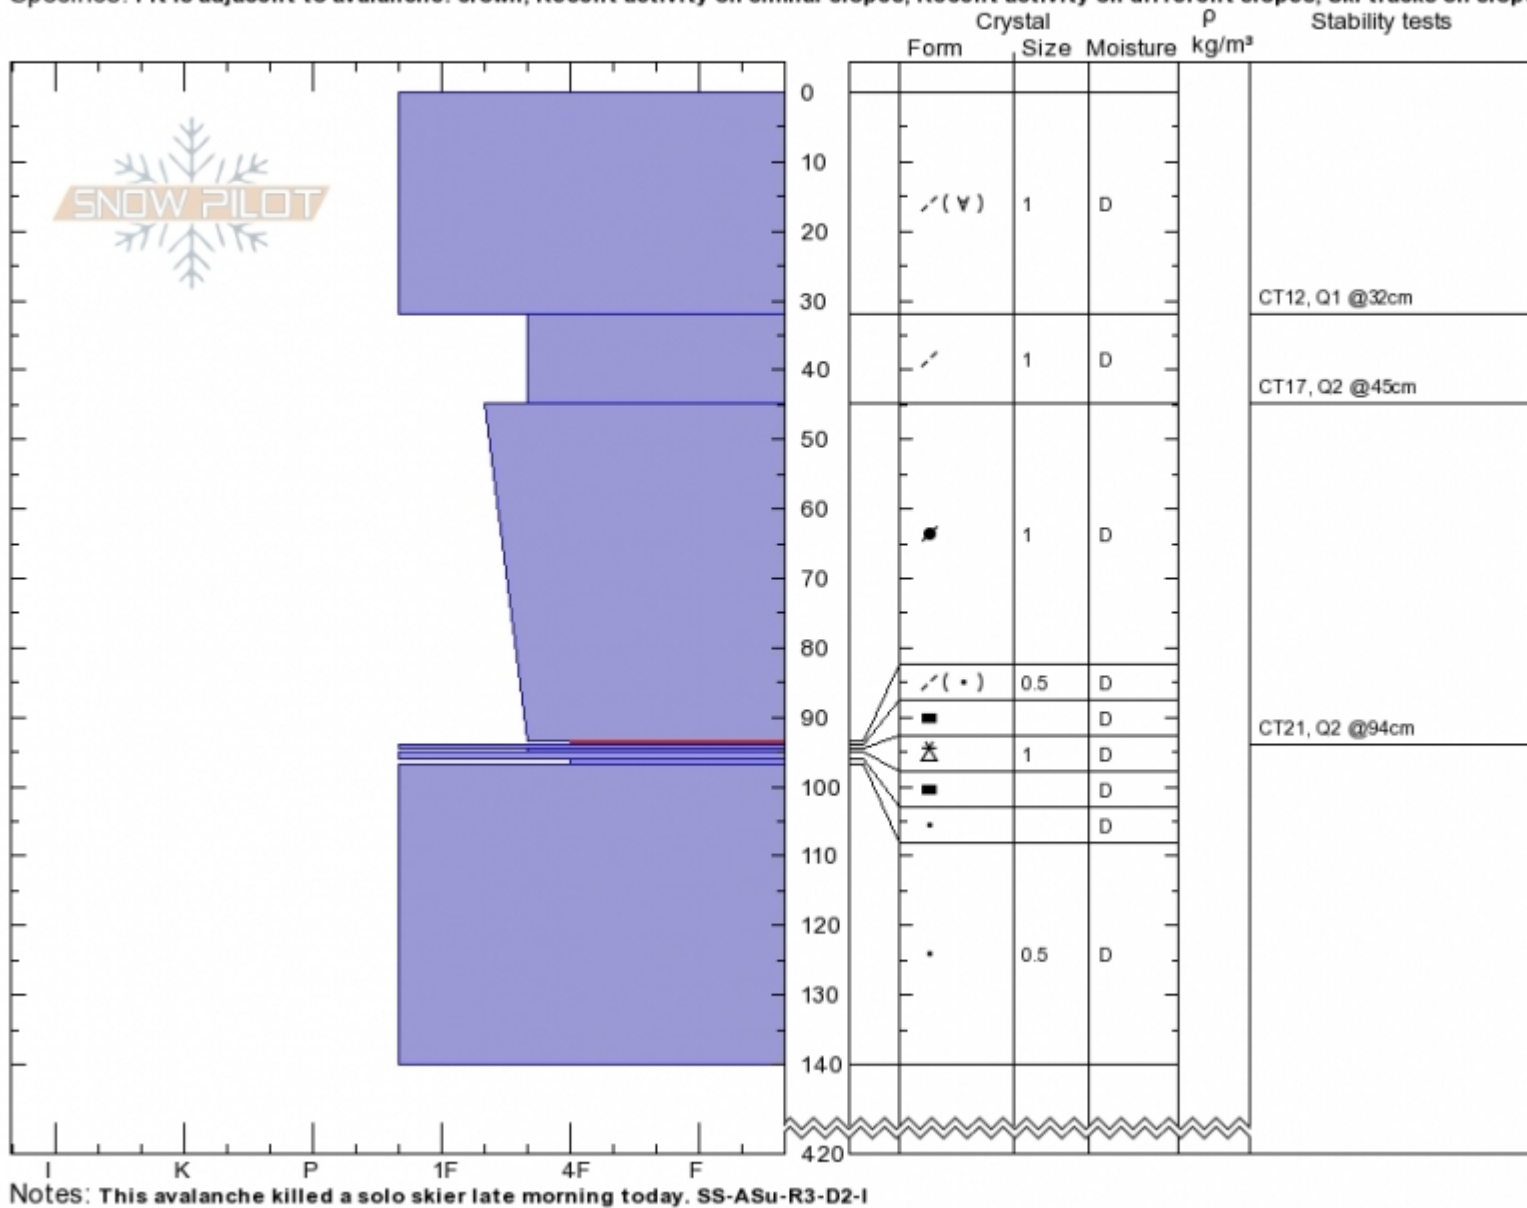 Crystal ρ Stability tests
Form Size Moisture kg/m³
SNOW PILOT
0
10
1 D
20
30
CT12, Q1 @32cm
40
1 D
CT17, Q2 @45cm
50
60
1 D
70
80
0.5 D
90
D
CT21, Q2 @94cm
1 D
100
D
D
110
120
0.5 D
130
140
420
I K P 1F 4F F
Notes: This avalanche killed a solo skier late morning today. SS-ASu-R3-D2-I